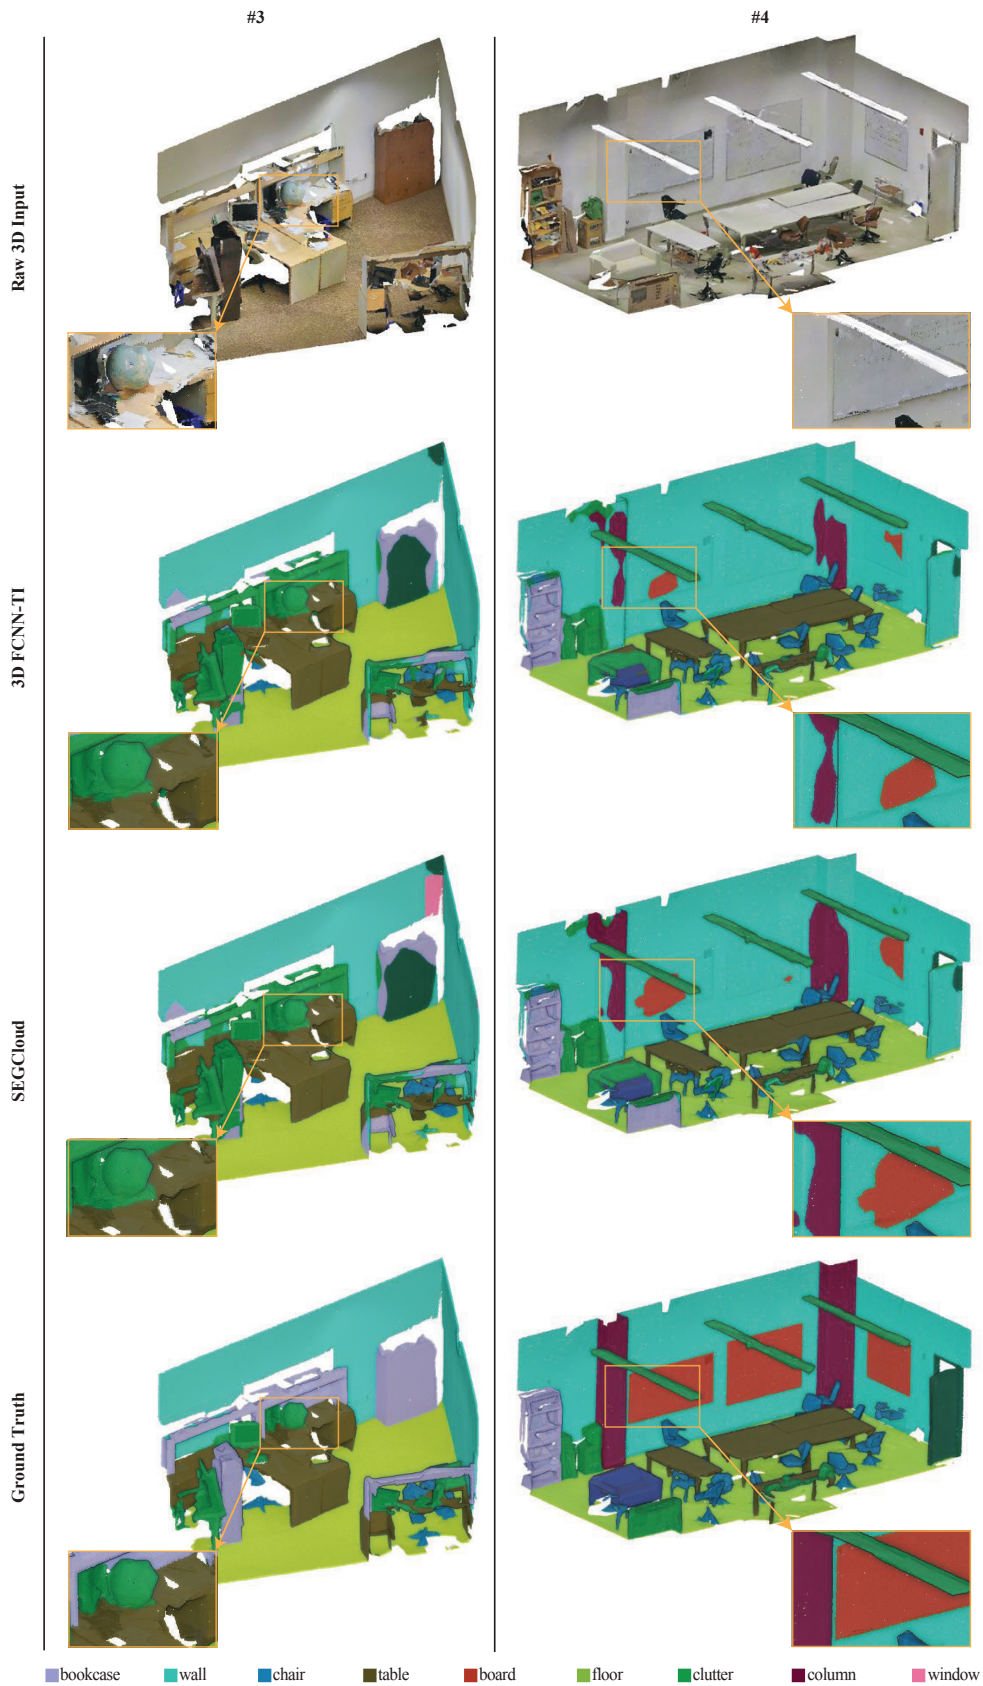 #3 #4
Raw 3D Input
3D FCNN-TI
SEGCloud
Ground Truth
bookcase wall chair table board floor clutter column window